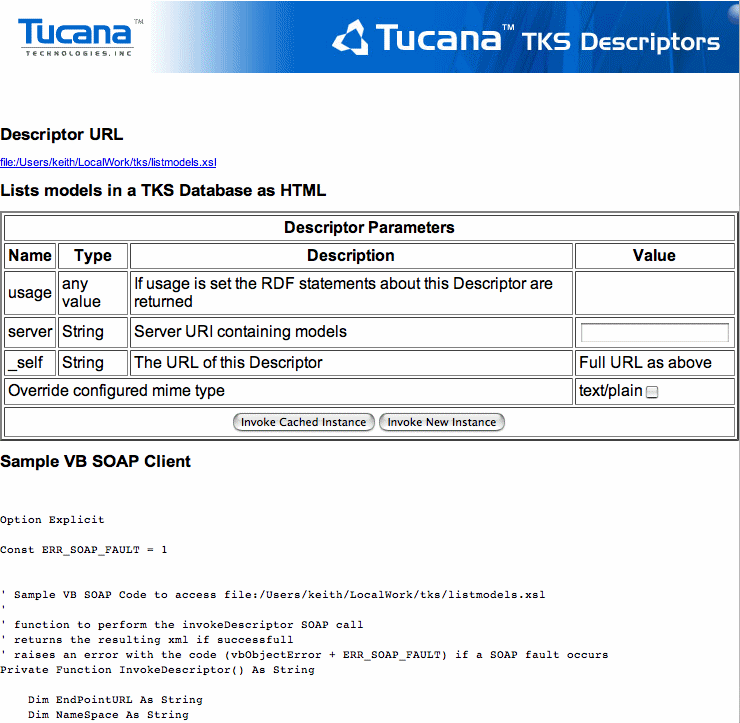 Tucana™
TECHNOLOGIES.INC
Tucana™ TKS Descriptors
Descriptor URL
file:/Users/keith/LocalWork/tks/listmodels.xsl
Lists models in a TKS Database as HTML
Descriptor Parameters
Name Type Description Value
usage any value If usage is set the RDF statements about this Descriptor are returned
server String Server URI containing models
_self String The URL of this Descriptor Full URL as above
Override configured mime type text/plain
Invoke Cached Instance Invoke New Instance
Sample VB SOAP Client
Option Explicit
Const ERR_SOAP_FAULT = 1
' Sample VB SOAP Code to access file:/Users/keith/LocalWork/tks/listmodels.xsl
'
' function to perform the invokeDescriptor SOAP call
' returns the resulting xml if successfull
' raises an error with the code (vbObjectError + ERR_SOAP_FAULT) if a SOAP fault occurs
Private Function InvokeDescriptor() As String
Dim EndPointURL As String
Dim NameSpace As String